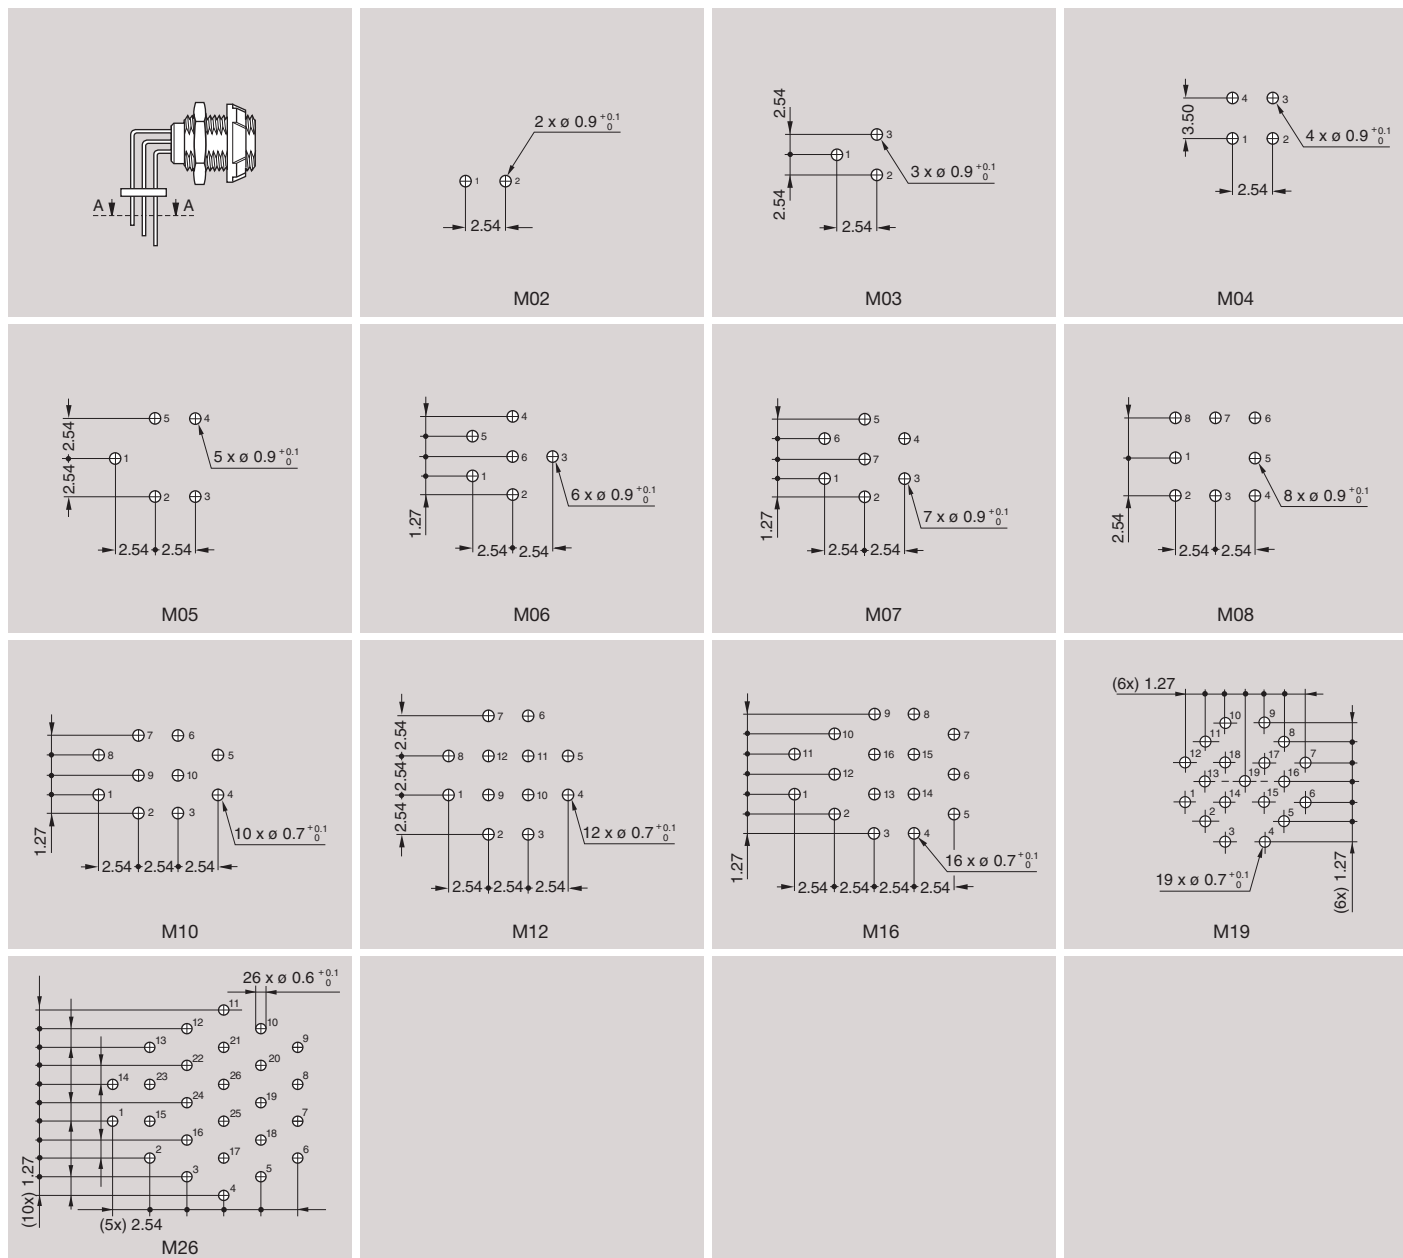 A A
2 x ø 0.9 +0.1 0
1 2
2.54
M02
2.54
3
1
2
3 x ø 0.9 +0.1 0
2.54
2.54
M03
3.50
4 3
1 2
4 x ø 0.9 +0.1 0
2.54
M04
2.54
2.54
5 4
1
2 3
5 x ø 0.9 +0.1 0
2.54 2.54
M05
4
5
6 3
1
2
6 x ø 0.9 +0.1 0
1.27
2.54 2.54
M06
5
6 4
7
1 3
2
7 x ø 0.9 +0.1 0
1.27
2.54 2.54
M07
8 7 6
1 5
2 3 4
8 x ø 0.9 +0.1 0
2.54
2.54 2.54
M08
7 6
8 5
9 10
1 4
2 3
10 x ø 0.7 +0.1 0
1.27
2.54 2.54 2.54
M10
2.54
2.54
2.54
7 6
8 12 11 5
1 9 10 4
2 3
12 x ø 0.7 +0.1 0
2.54 2.54 2.54
M12
9 8
10 7
11 16 15
12 6
1 13 14
2 5
3 4
16 x ø 0.7 +0.1 0
1.27
2.54 2.54 2.54 2.54
M16
(6x) 1.27
10 9
11 8
12 18 17 7
13 19 16
1 14 15 6
2 5
3 4
19 x ø 0.7 +0.1 0
(6x) 1.27
M19
26 x ø 0.6 +0.1 0
11
12 10
13 21 9
22 20
14 23 26 8
24 19
1 15 25 7
16 18
2 17 6
3 5
4
(10x) 1.27
(5x) 2.54
M26